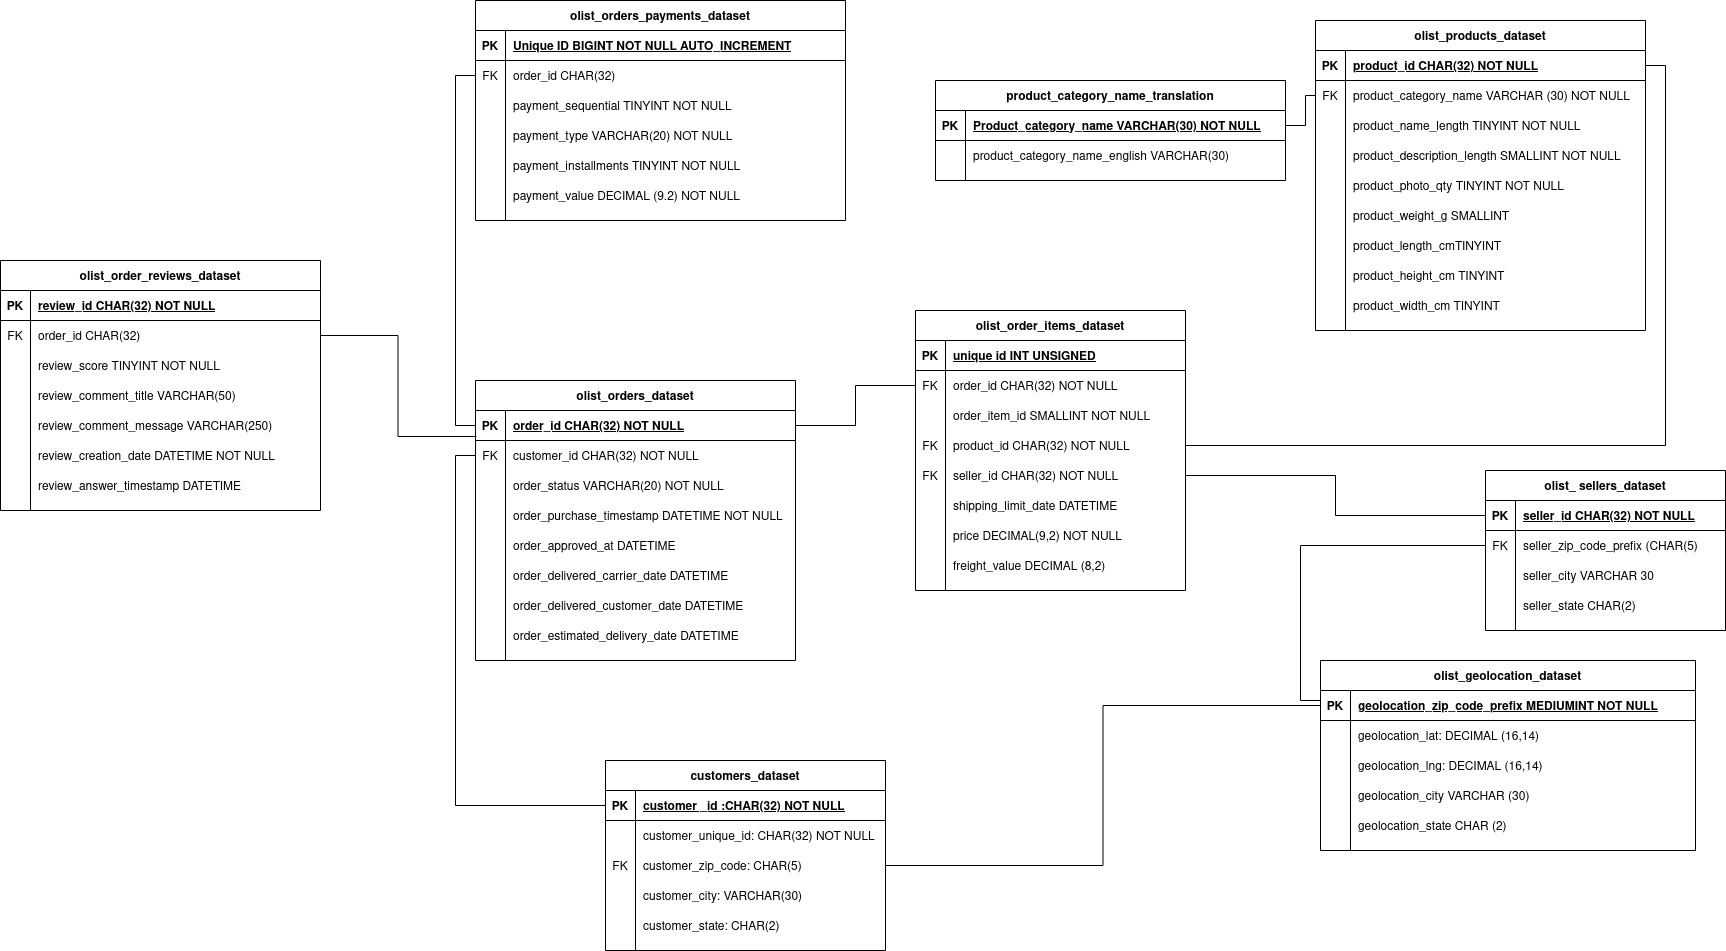 olist_orders_payments_dataset
PK Unique ID BIGINT NOT NULL AUTO_INCREMENT
FK order_id CHAR(32)
payment_sequential TINYINT NOT NULL
payment_type VARCHAR(20) NOT NULL
payment_installments TINYINT NOT NULL
payment_value DECIMAL (9.2) NOT NULL
product_category_name_translation
PK Product_category_name VARCHAR(30) NOT NULL
product_category_name_english VARCHAR(30)
olist_products_dataset
PK product_id CHAR(32) NOT NULL
FK product_category_name VARCHAR (30) NOT NULL
product_name_length TINYINT NOT NULL
product_description_length SMALLINT NOT NULL
product_photo_qty TINYINT NOT NULL
product_weight_g SMALLINT
product_length_cmTINYINT
product_height_cm TINYINT
product_width_cm TINYINT
olist_order_reviews_dataset
PK review_id CHAR(32) NOT NULL
FK order_id CHAR(32)
review_score TINYINT NOT NULL
review_comment_title VARCHAR(50)
review_comment_message VARCHAR(250)
review_creation_date DATETIME NOT NULL
review_answer_timestamp DATETIME
olist_orders_dataset
PK order_id CHAR(32) NOT NULL
FK customer_id CHAR(32) NOT NULL
order_status VARCHAR(20) NOT NULL
order_purchase_timestamp DATETIME NOT NULL
order_approved_at DATETIME
order_delivered_carrier_date DATETIME
order_delivered_customer_date DATETIME
order_estimated_delivery_date DATETIME
olist_order_items_dataset
PK unique id INT UNSIGNED
FK order_id CHAR(32) NOT NULL
order_item_id SMALLINT NOT NULL
FK product_id CHAR(32) NOT NULL
FK seller_id CHAR(32) NOT NULL
shipping_limit_date DATETIME
price DECIMAL(9,2) NOT NULL
freight_value DECIMAL (8,2)
olist_ sellers_dataset
PK seller_id CHAR(32) NOT NULL
FK seller_zip_code_prefix (CHAR(5)
seller_city VARCHAR 30
seller_state CHAR(2)
olist_geolocation_dataset
PK geolocation_zip_code_prefix MEDIUMINT NOT NULL
geolocation_lat: DECIMAL (16,14)
geolocation_lng: DECIMAL (16,14)
geolocation_city VARCHAR (30)
geolocation_state CHAR (2)
customers_dataset
PK customer _id :CHAR(32) NOT NULL
customer_unique_id: CHAR(32) NOT NULL
FK customer_zip_code: CHAR(5)
customer_city: VARCHAR(30)
customer_state: CHAR(2)